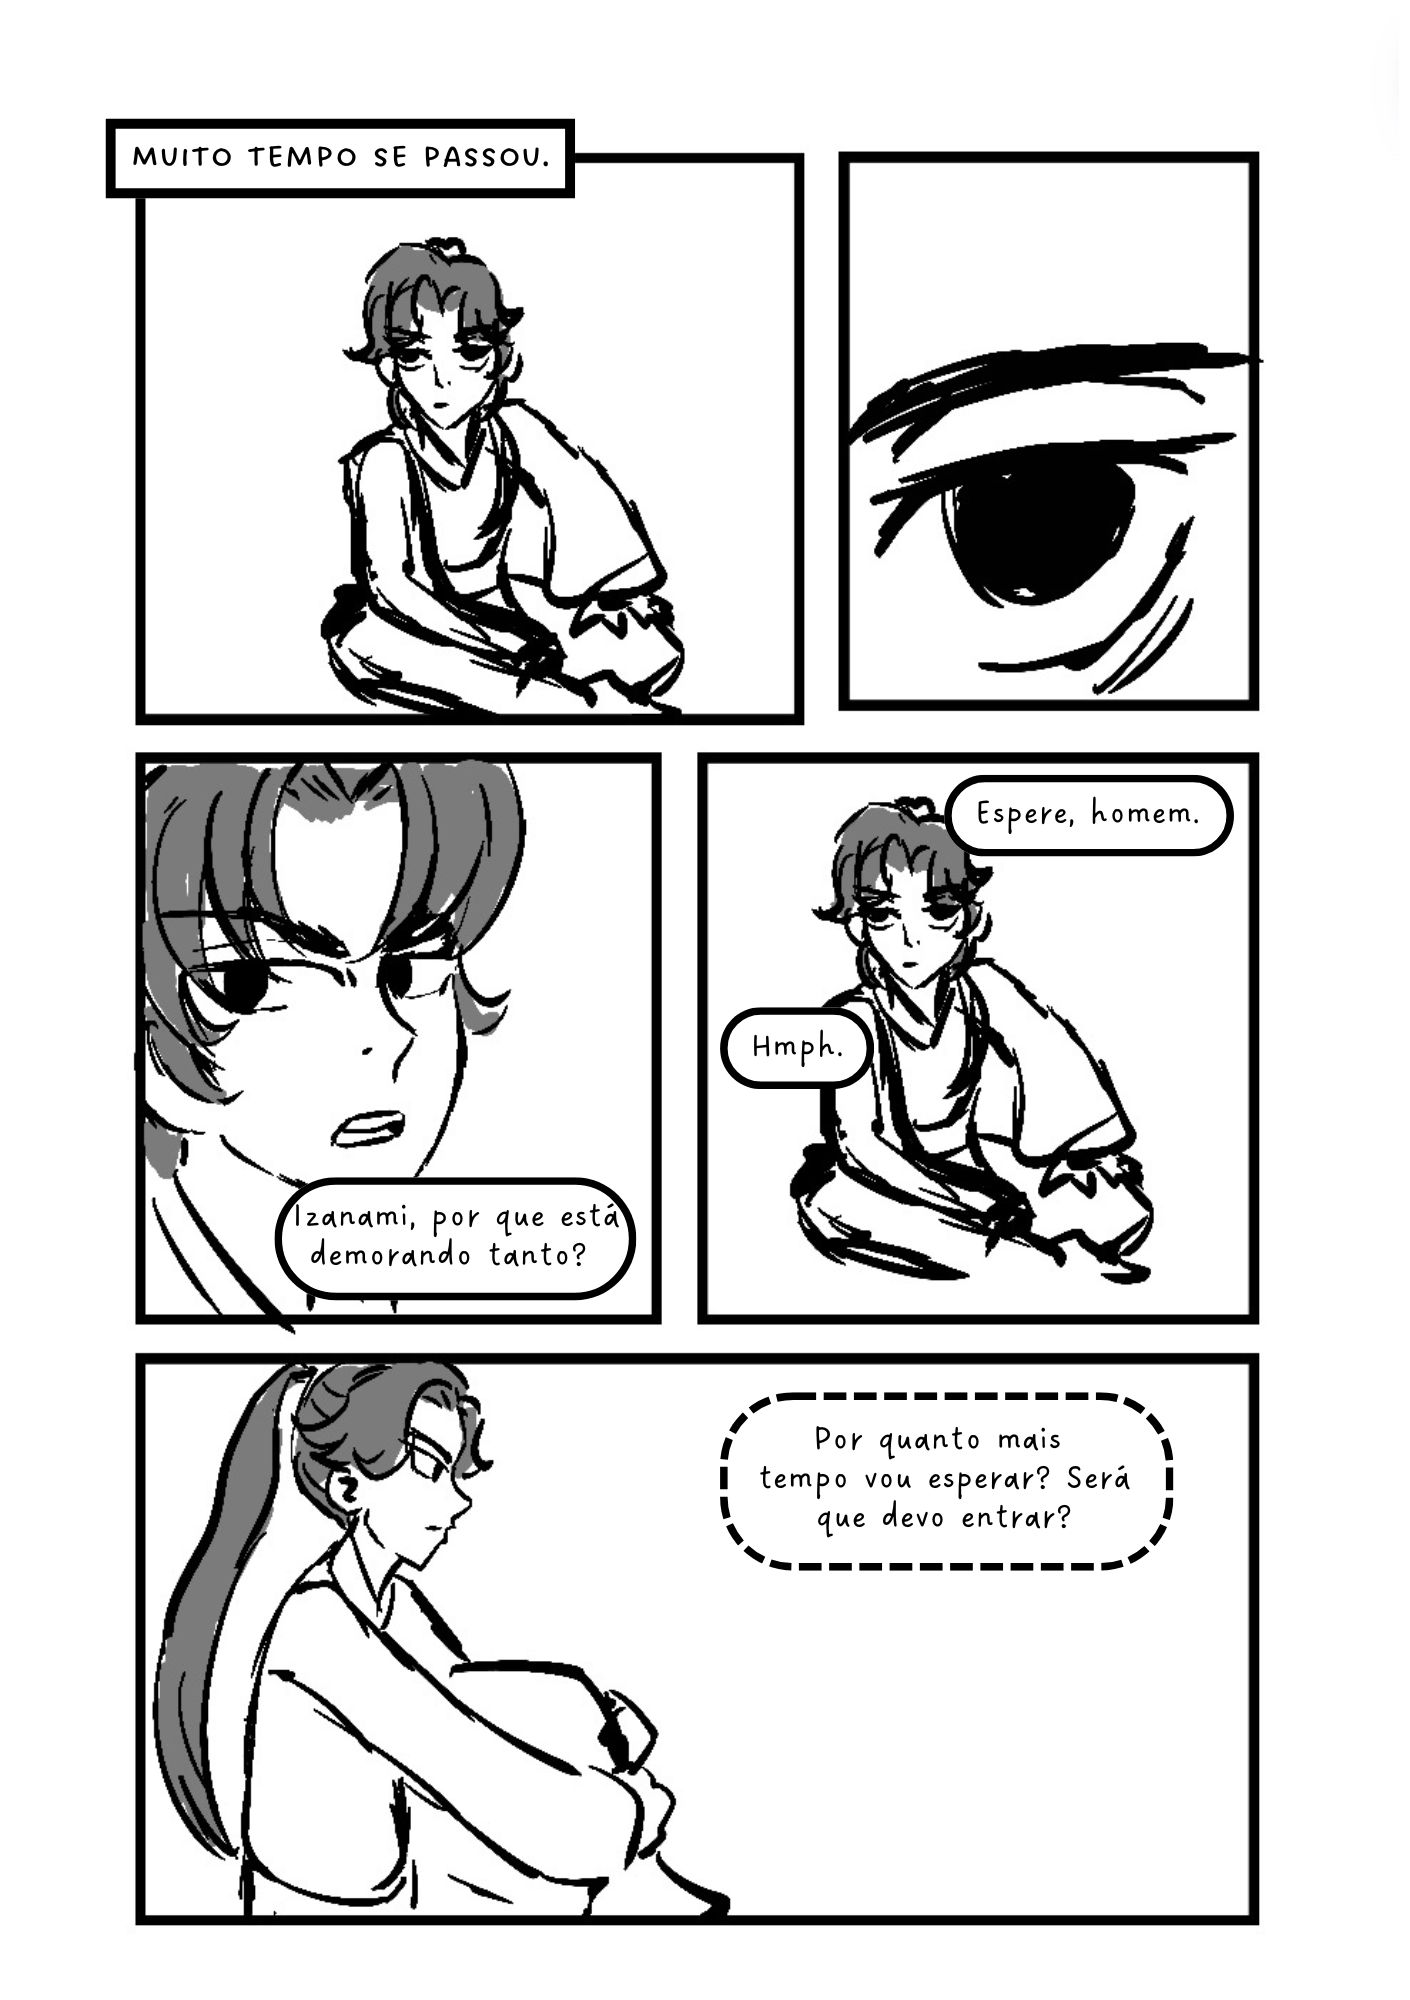 MUITO TEMPO SE PASSOU.
Izanami, por que está
demorando tanto?
Espere, homem.
Hmph.
Por quanto mais
tempo vou esperar? Será
que devo entrar?